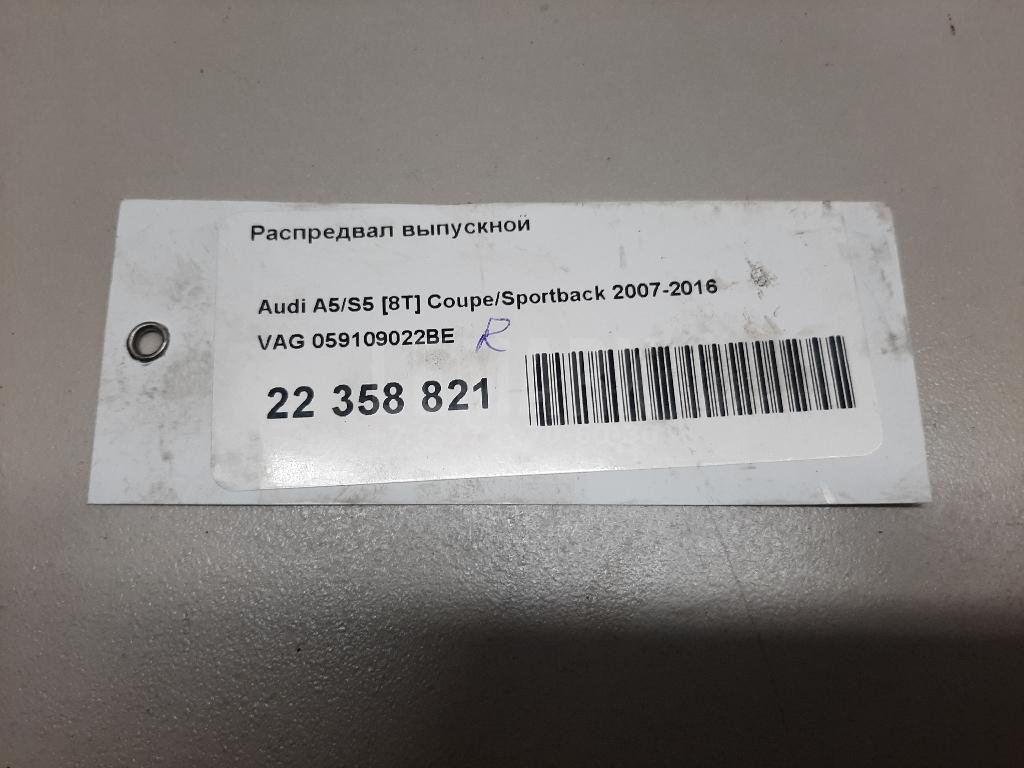 Распредвал выпускной
Audi A5/S5 [8T] Coupe/Sportback 2007-2016
VAG 059109022BE R
22 358 821